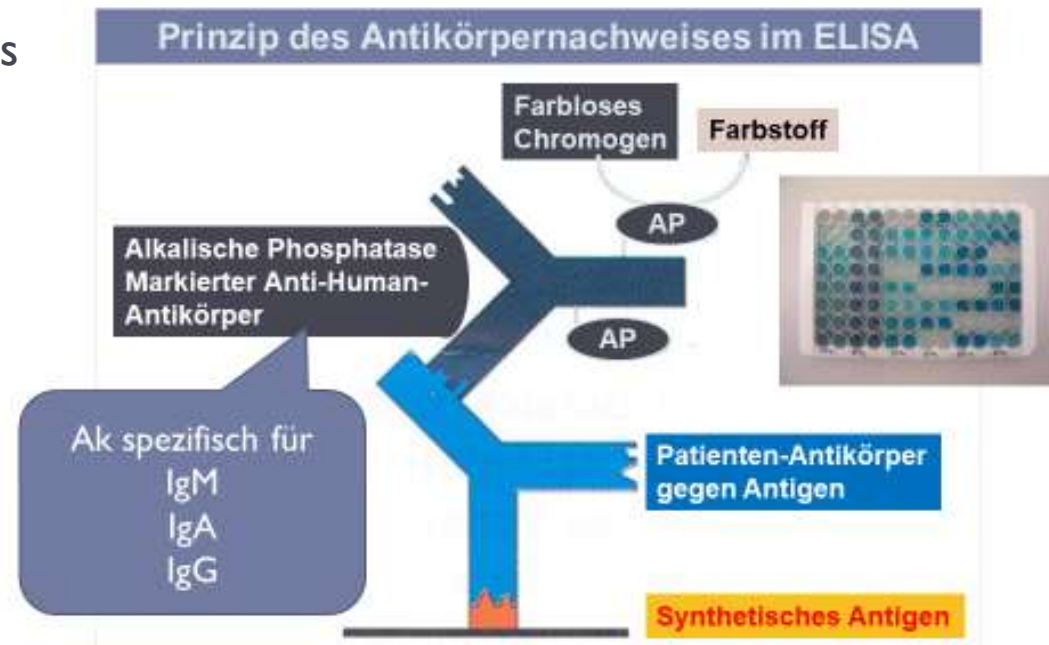 s
Prinzip des Antikörpernachweises im ELISA
Farbloses
Chromogen
Farbstoff
AP
Alkalische Phosphatase
Markierter Anti-Human-
Antikörper
AP
Ak spezifisch für
IgM
IgA
IgG
Patienten-Antikörper
gegen Antigen
Synthetisches Antigen